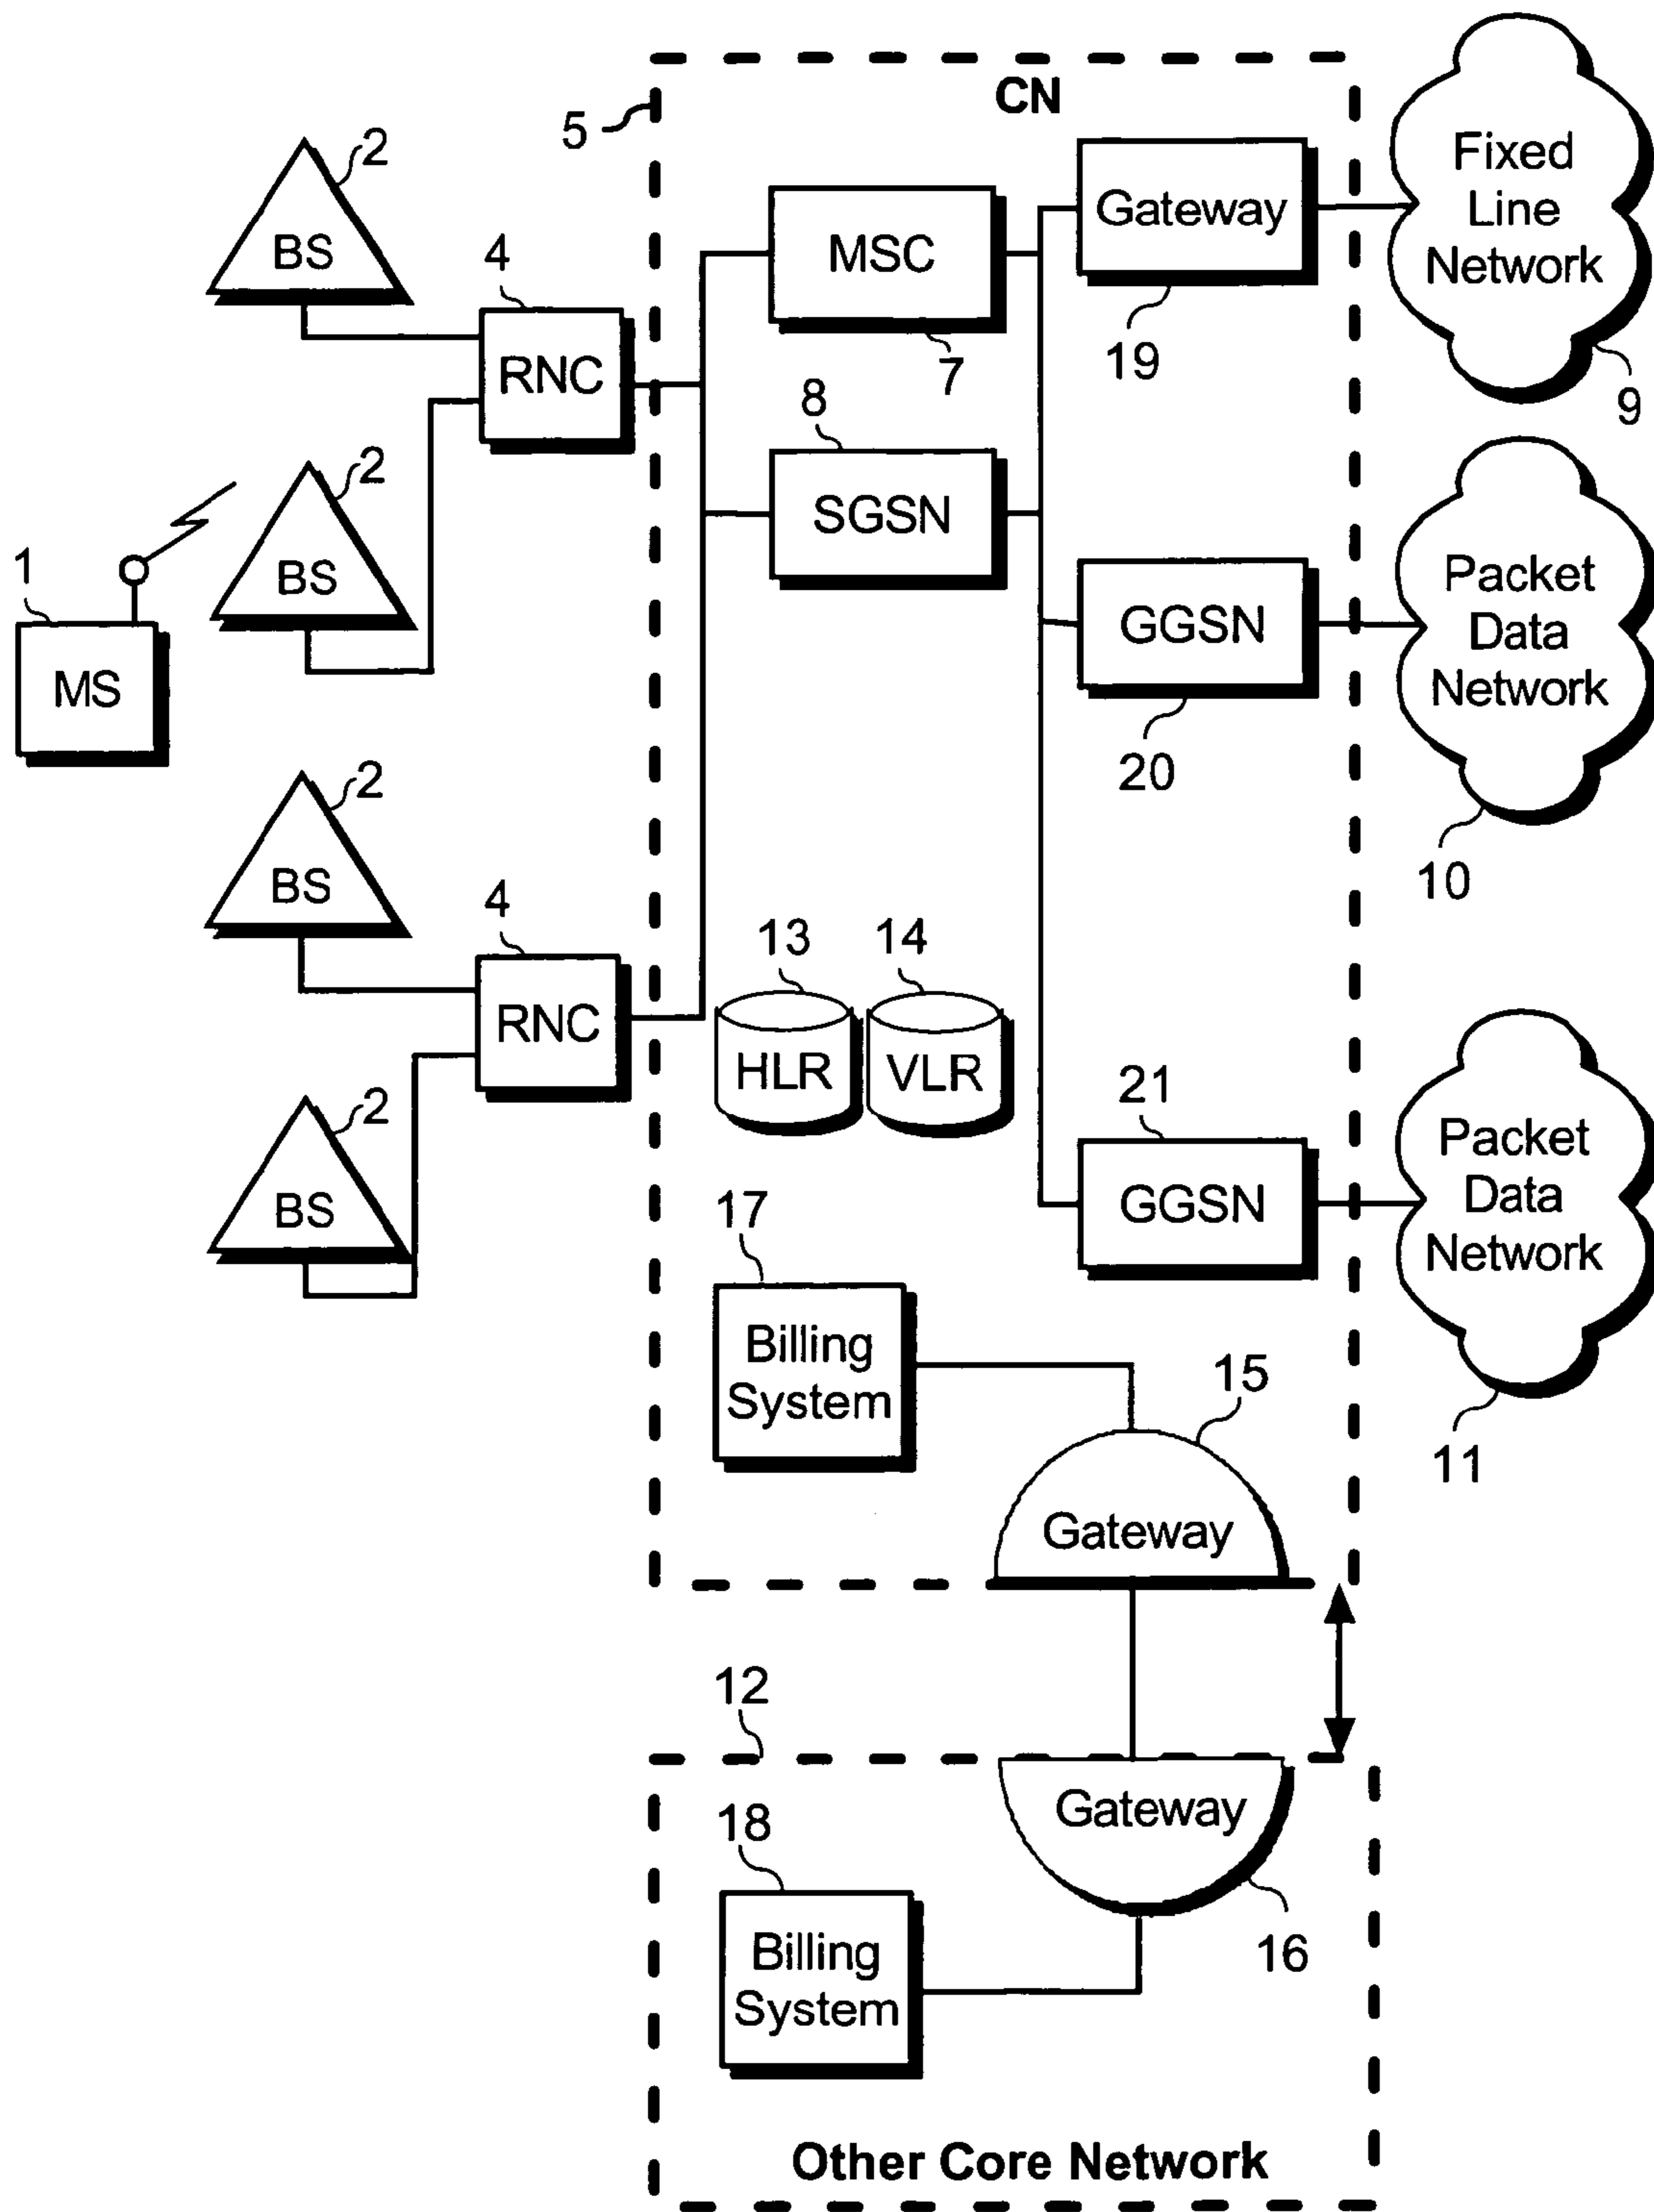 CN
5
2
BS
4
RNC
2
BS
1
MS
2
BS
4
RNC
2
BS
MSC
7
8
SGSN
Gateway
19
Fixed
Line
Network
9
GGSN
20
Packet
Data
Network
10
13
HLR
14
VLR
21
GGSN
Packet
Data
Network
11
17
Billing
System
15
Gateway
12
Gateway
16
18
Billing
System
Other Core Network